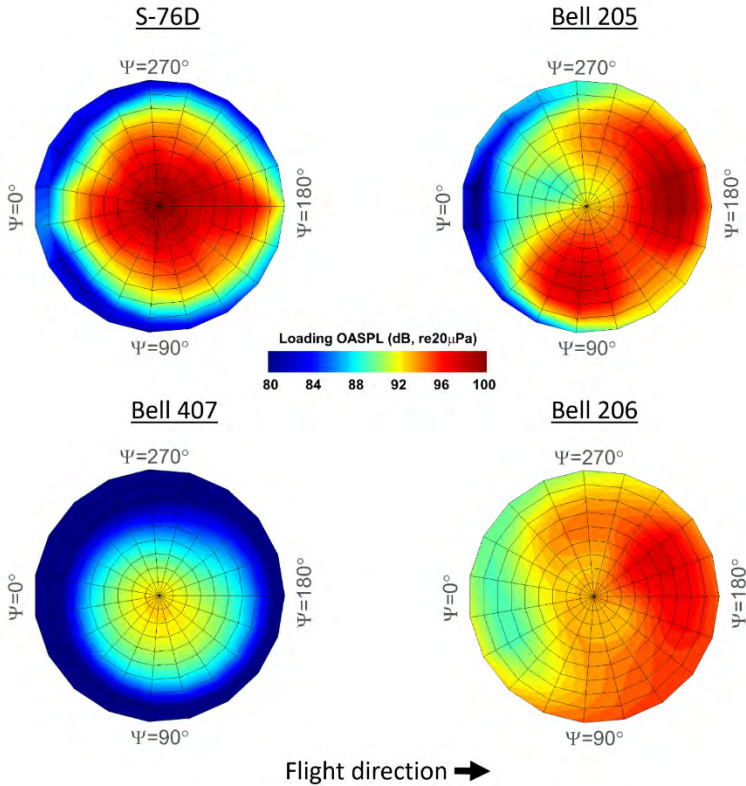 S-76D
Bell 205
Ψ=270°
Ψ=270°
Ψ=0°
Ψ=180°
Ψ=0°
Ψ=180°
Ψ=90°
Ψ=90°
Loading OASPL (dB, re20μPa)
80 84 88 92 96 100
Bell 407
Bell 206
Ψ=270°
Ψ=270°
Ψ=0°
Ψ=180°
Ψ=0°
Ψ=180°
Ψ=90°
Ψ=90°
Flight direction